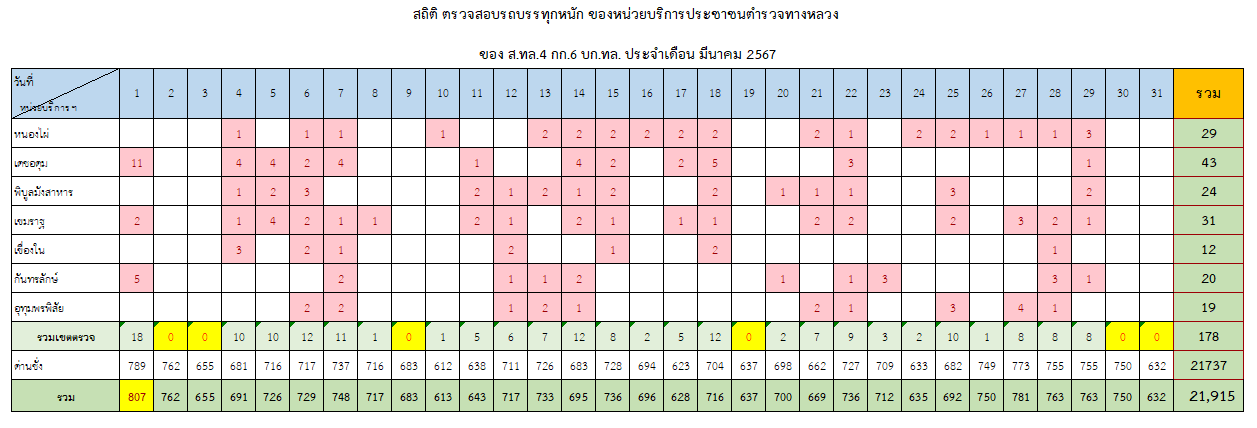 สถิติ ตรวจสอบรถบรรทุกหนัก ของหน่วยบริการประชาชนตำรวจทางหลวง
ของ ส.ทล.4 กก.6 บก.ทล. ประจำเดือน มีนาคม 2567
วันที่ 1 2 3 4 5 6 7 8 9 10 11 12 13 14 15 16 17 18 19 20 21 22 23 24 25 26 27 28 29 30 31 รวม
หน่วยบริการ ฯ
หนองไผ่ 1 1 1 1 2 2 2 2 2 2 2 1 2 2 1 1 1 3 29
เดชอุดม 11 4 4 2 4 1 4 2 2 5 3 1 43
พิบูลมังสาหาร 1 2 3 2 1 2 1 2 2 1 1 1 3 2 24
เขมราฐ 2 1 4 2 1 1 2 1 2 1 1 1 2 2 2 3 2 1 31
เขื่องใน 3 2 1 2 1 2 1 12
กันทรลักษ์ 5 2 1 1 2 1 1 3 3 1 20
อุทุมพรพิสัย 2 2 1 2 1 2 1 3 4 1 19
รวมเขตตรวจ 18 0 0 10 10 12 11 1 0 1 5 6 7 12 8 2 5 12 0 2 7 9 3 2 10 1 8 8 8 0 0 178
ด่านชั่ง 789 762 655 681 716 717 737 716 683 612 638 711 726 683 728 694 623 704 637 698 662 727 709 633 682 749 773 755 755 750 632 21737
รวม 807 762 655 691 726 729 748 717 683 613 643 717 733 695 736 696 628 716 637 700 669 736 712 635 692 750 781 763 763 750 632 21,915